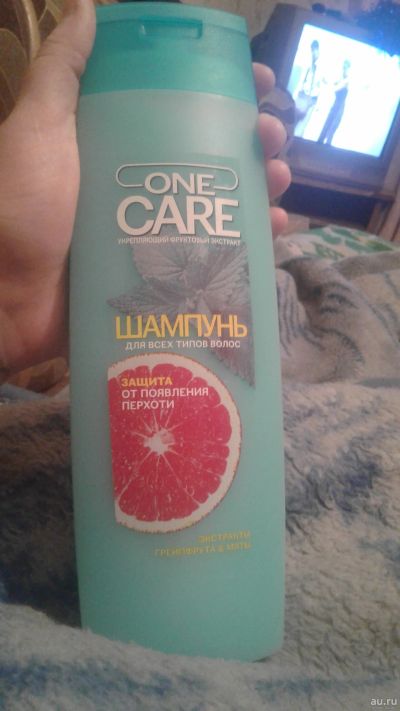 ONE
CARE
УКРЕПЛЯЮЩИЙ ФРУКТОВЫЙ ЭКСТРАКТ
ШАМПУНЬ
ДЛЯ ВСЕХ ТИПОВ ВОЛОС
ЗАЩИТА
ОТ ПОЯВЛЕНИЯ
ПЕРХОТИ
ЭКСТРАКТЫ
ГРЕЙПФРУТА & МЯТЫ
au.ru